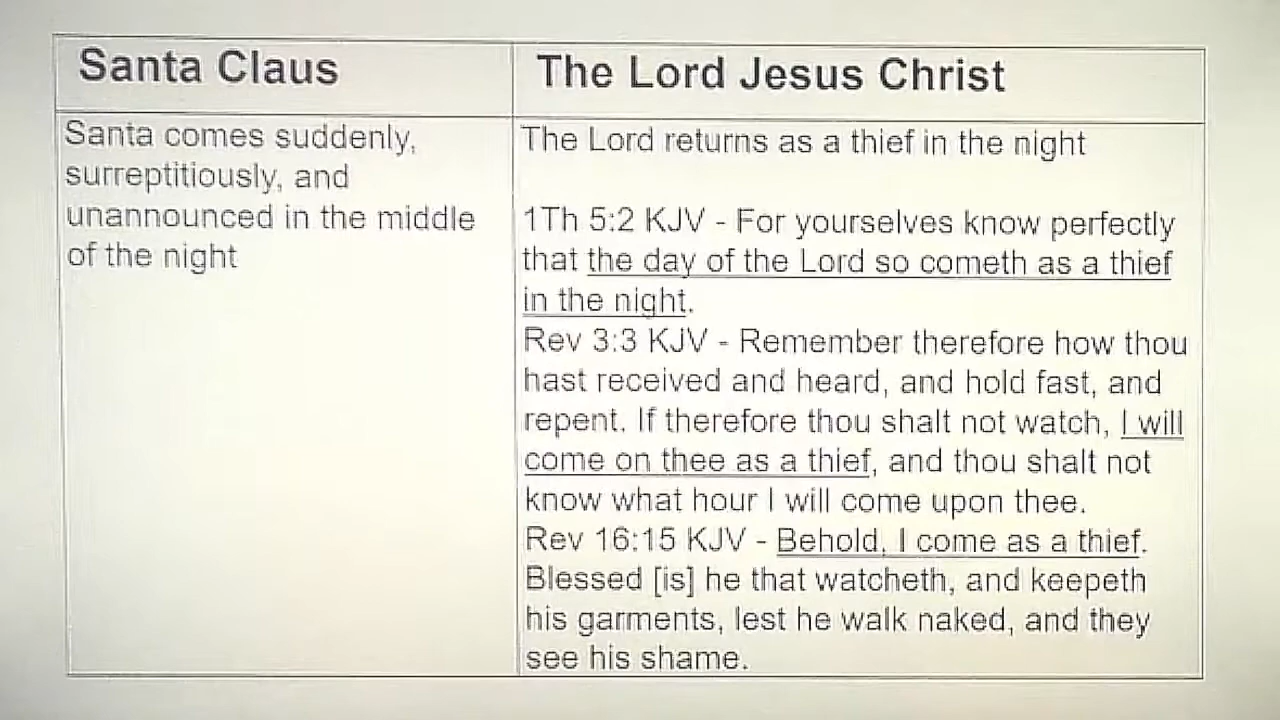 Santa Claus
The Lord Jesus Christ
Santa comes suddenly,
surreptitiously, and
unannounced in the middle
of the night
The Lord returns as a thief in the night
1Th 5:2 KJV - For yourselves know perfectly
that the day of the Lord so cometh as a thief
in the night.
Rev 3:3 KJV - Remember therefore how thou
hast received and heard, and hold fast, and
repent. If therefore thou shalt not watch, I will
come on thee as a thief, and thou shalt not
know what hour I will come upon thee.
Rev 16:15 KJV - Behold, I come as a thief.
Blessed [is] he that watcheth, and keepeth
his garments, lest he walk naked, and they
see his shame.